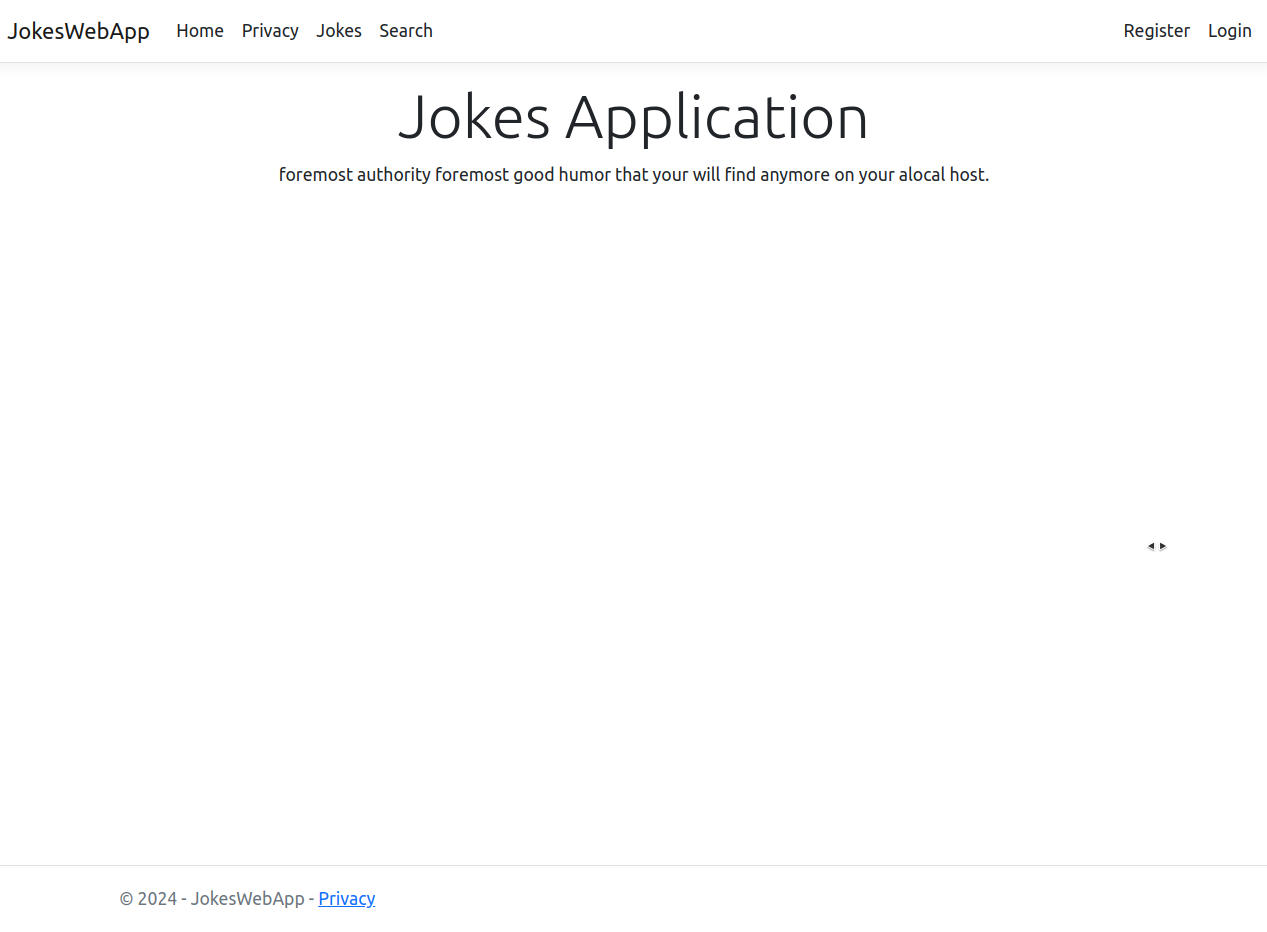 JokesWebApp Home Privacy Jokes Search Register Login
Jokes Application
foremost authority foremost good humor that your will find anymore on your alocal host.
© 2024 - JokesWebApp - Privacy